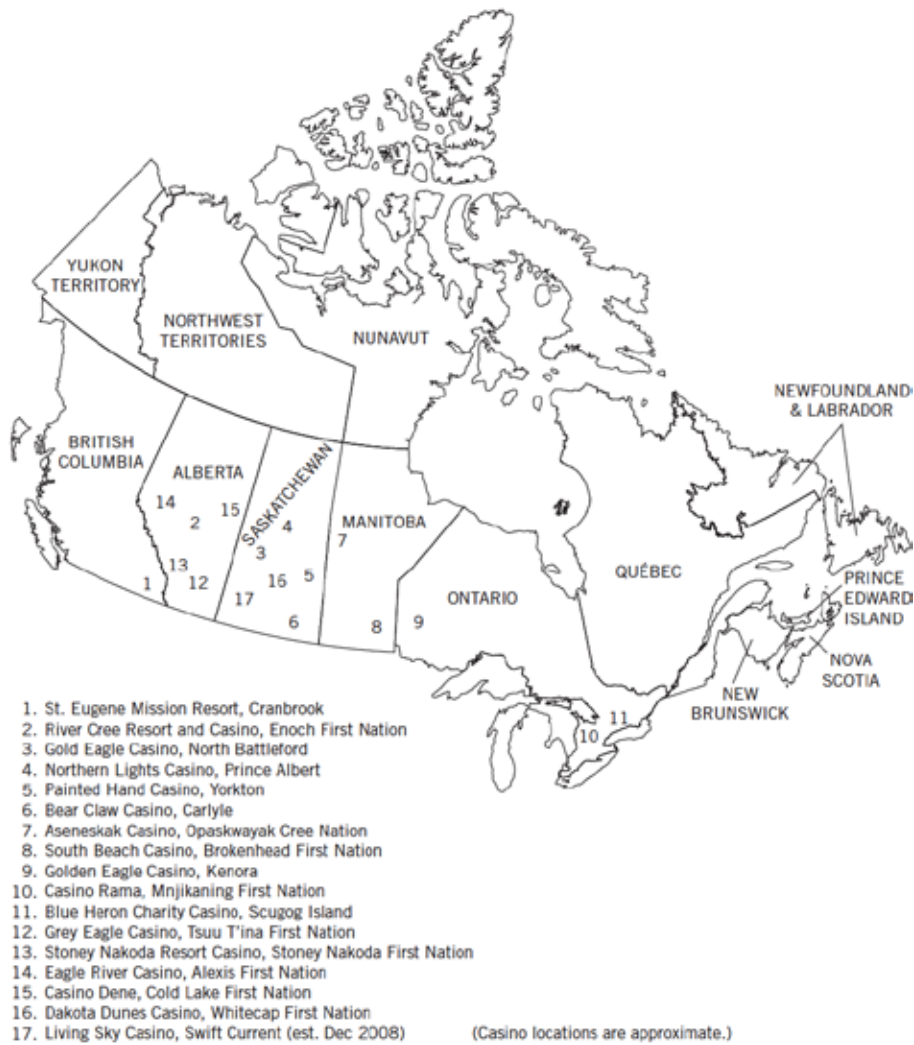 YUKON
TERRITORY
NORTHWEST
TERRITORIES
NUNAVUT
NEWFOUNDLAND
& LABRADOR
BRITISH
COLUMBIA
ALBERTA
SASKATCHEWAN
MANITOBA
14
15
2
4
7
3
13
12
16
5
1
17
6
8
9
ONTARIO
QUÉBEC
PRINCE
EDWARD
ISLAND
NOVA
SCOTIA
NEW
BRUNSWICK
11
10
1. St. Eugene Mission Resort, Cranbrook
2. River Cree Resort and Casino, Enoch First Nation
3. Gold Eagle Casino, North Battleford
4. Northern Lights Casino, Prince Albert
5. Painted Hand Casino, Yorkton
6. Bear Claw Casino, Carlyle
7. Aseneskak Casino, Opaskwayak Cree Nation
8. South Beach Casino, Brokenhead First Nation
9. Golden Eagle Casino, Kenora
10. Casino Rama, Mnjikaning First Nation
11. Blue Heron Charity Casino, Scugog Island
12. Grey Eagle Casino, Tsuu T'ina First Nation
13. Stoney Nakoda Resort Casino, Stoney Nakoda First Nation
14. Eagle River Casino, Alexis First Nation
15. Casino Dene, Cold Lake First Nation
16. Dakota Dunes Casino, Whitecap First Nation
17. Living Sky Casino, Swift Current (est. Dec 2008) (Casino locations are approximate.)